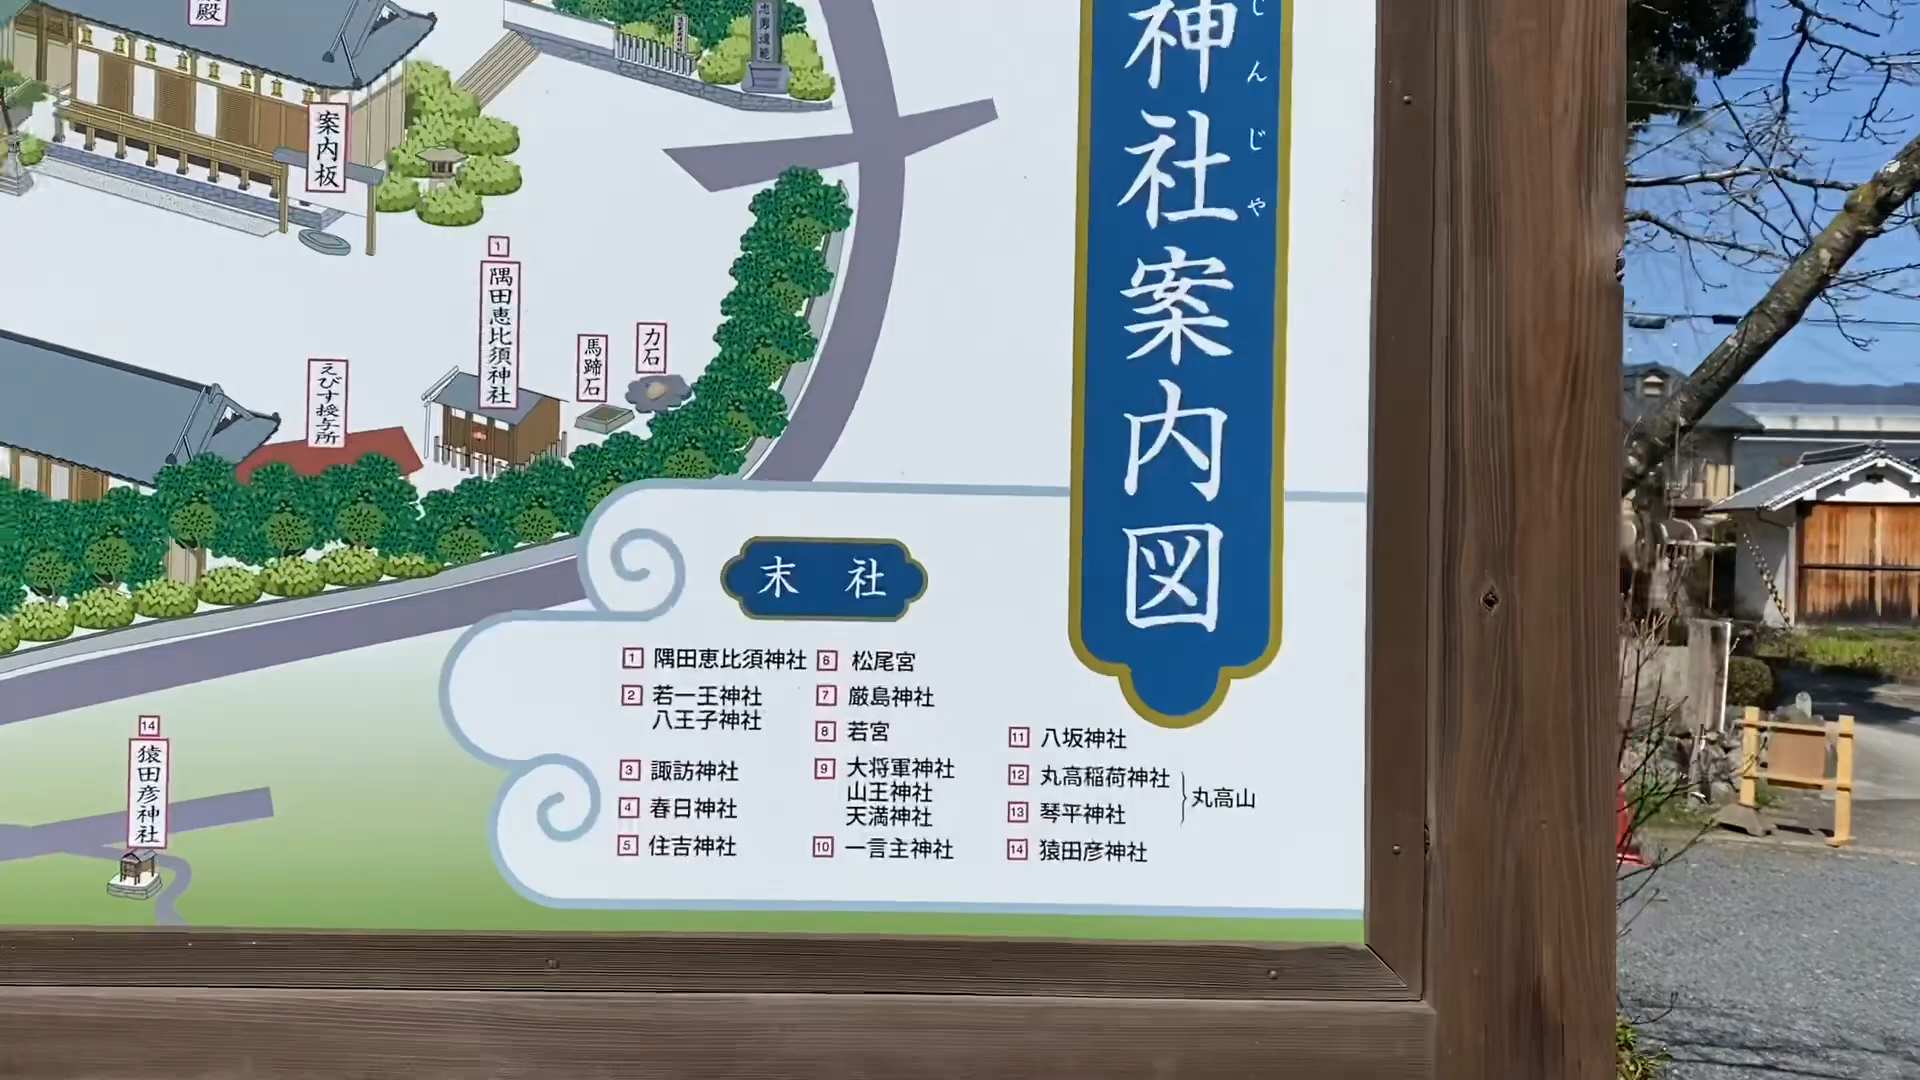 神社案内図
じんじゃ
殿
案内板
忠勇遺範
1
隅田恵比須神社
馬蹄石
力石
えびす授与所
14
猿田彦神社
末社
1 隅田恵比須神社
2 若一王神社
八王子神社
3 諏訪神社
4 春日神社
5 住吉神社
6 松尾宮
7 厳島神社
8 若宮
9 大将軍神社
山王神社
天満神社
10 一言主神社
11 八坂神社
12 丸高稲荷神社
13 琴平神社
丸高山
14 猿田彦神社